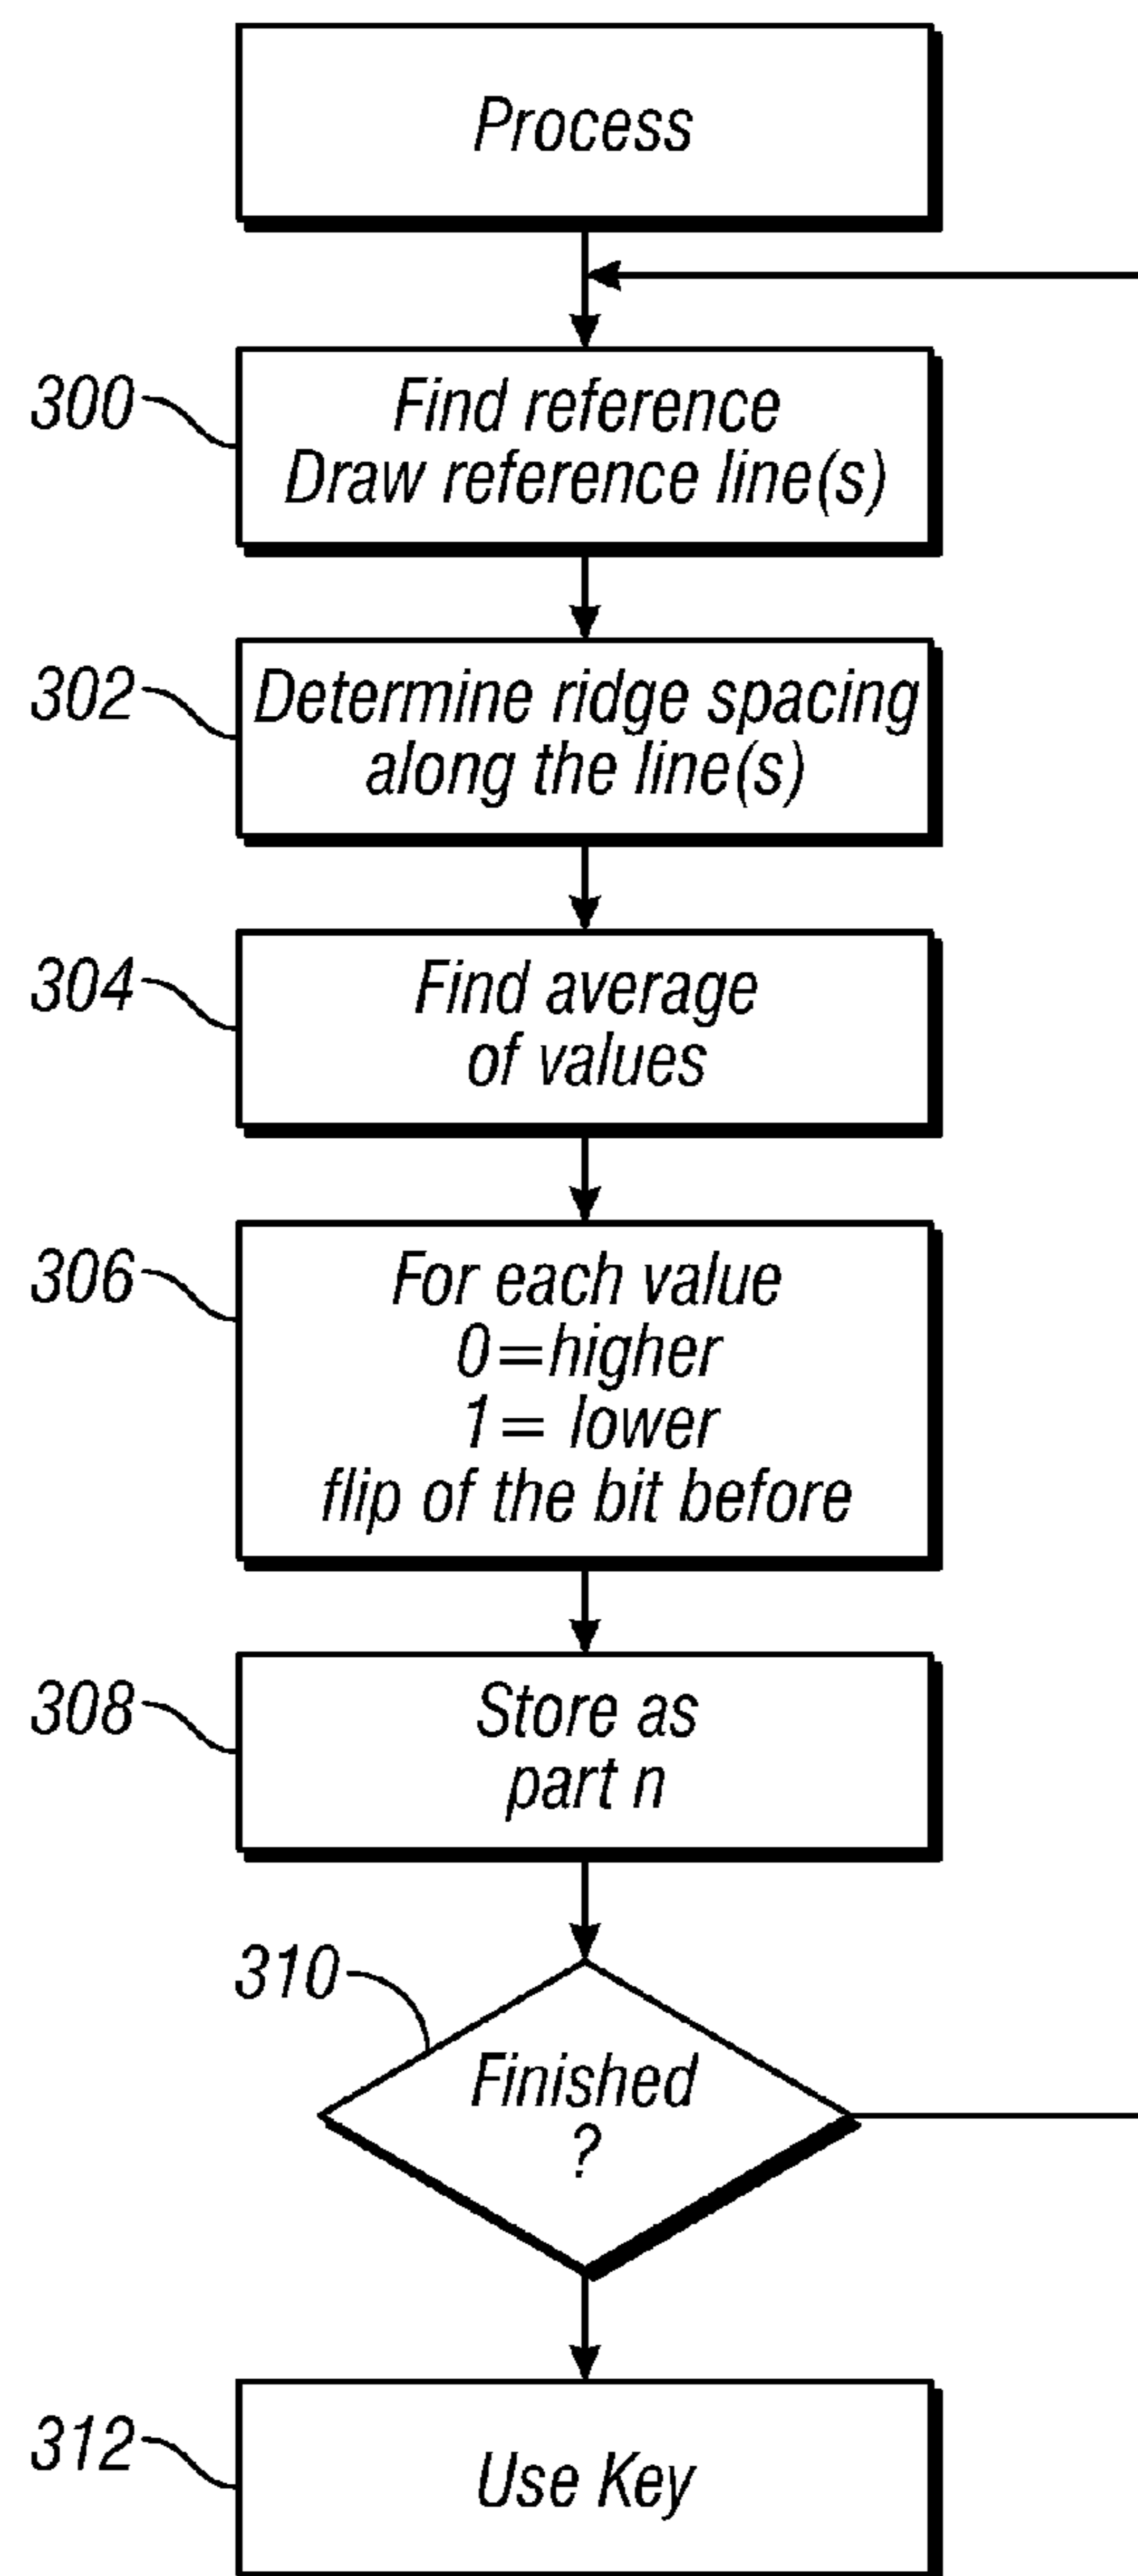 Process
300
Find reference
Draw reference line(s)
302
Determine ridge spacing
along the line(s)
304
Find average
of values
306
For each value
0=higher
1= lower
flip of the bit before
308
Store as
part n
310
Finished
?
312
Use Key